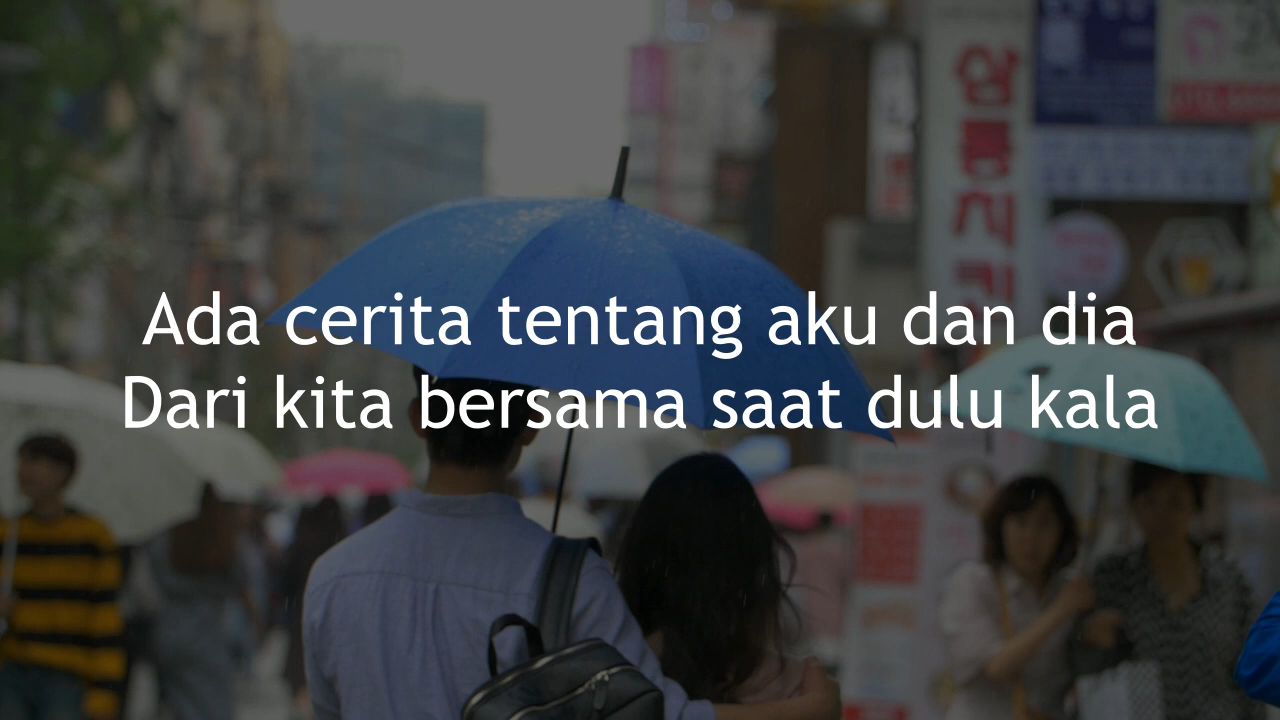 Ada cerita tentang aku dan dia
Dari kita bersama saat dulu kala